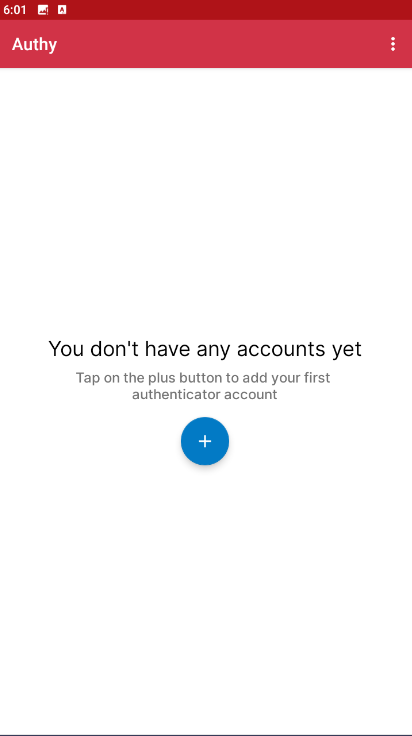 6:01
Authy
You don't have any accounts yet
Tap on the plus button to add your first
authenticator account